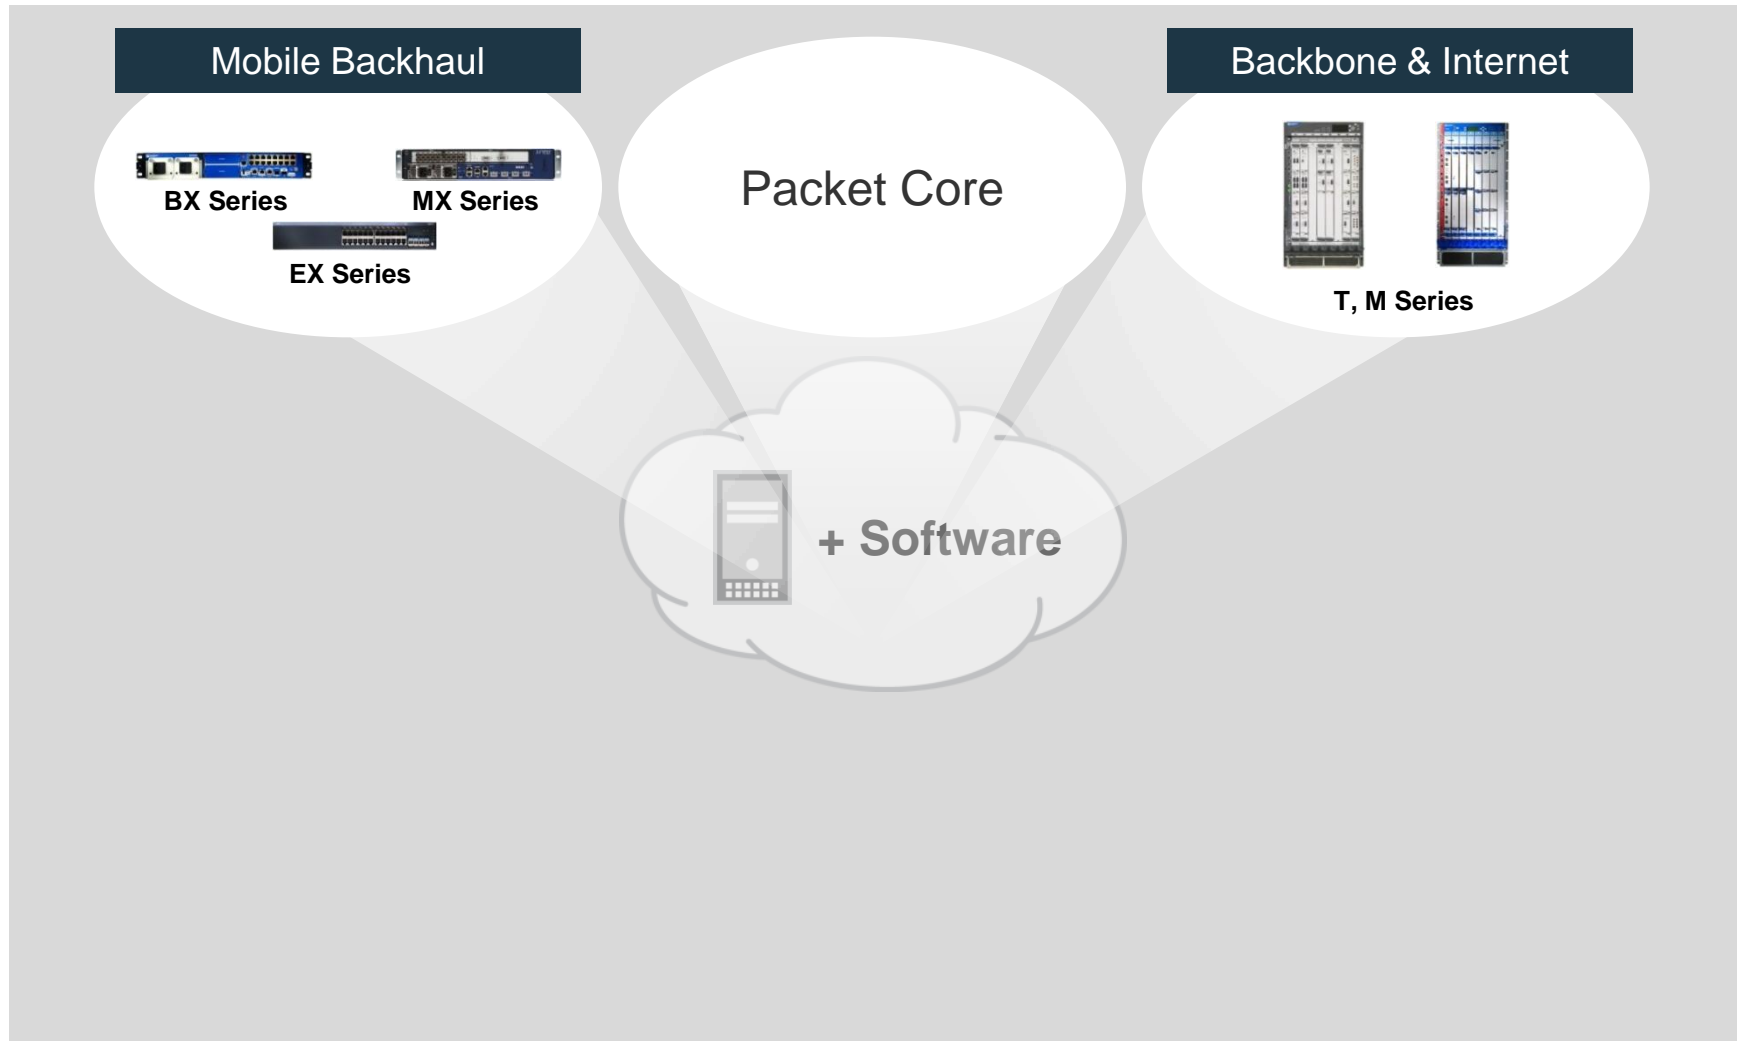 Mobile Backhaul
Backbone & Internet
Packet Core
BX Series
MX Series
EX Series
T, M Series
+ Software